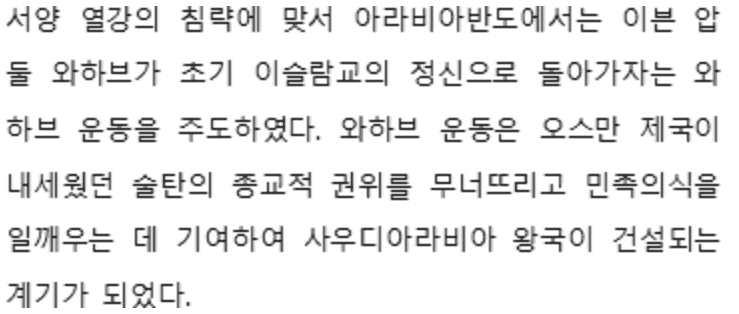 서양 열강의 침략에 맞서 아라비아반도에서는 이븐 압
둘 와하브가 초기 이슬람교의 정신으로 돌아가자는 와
하브 운동을 주도하였다. 와하브 운동은 오스만 제국이
내세웠던 술탄의 종교적 권위를 무너뜨리고 민족의식을
일깨우는 데 기여하여 사우디아라비아 왕국이 건설되는
계기가 되었다.